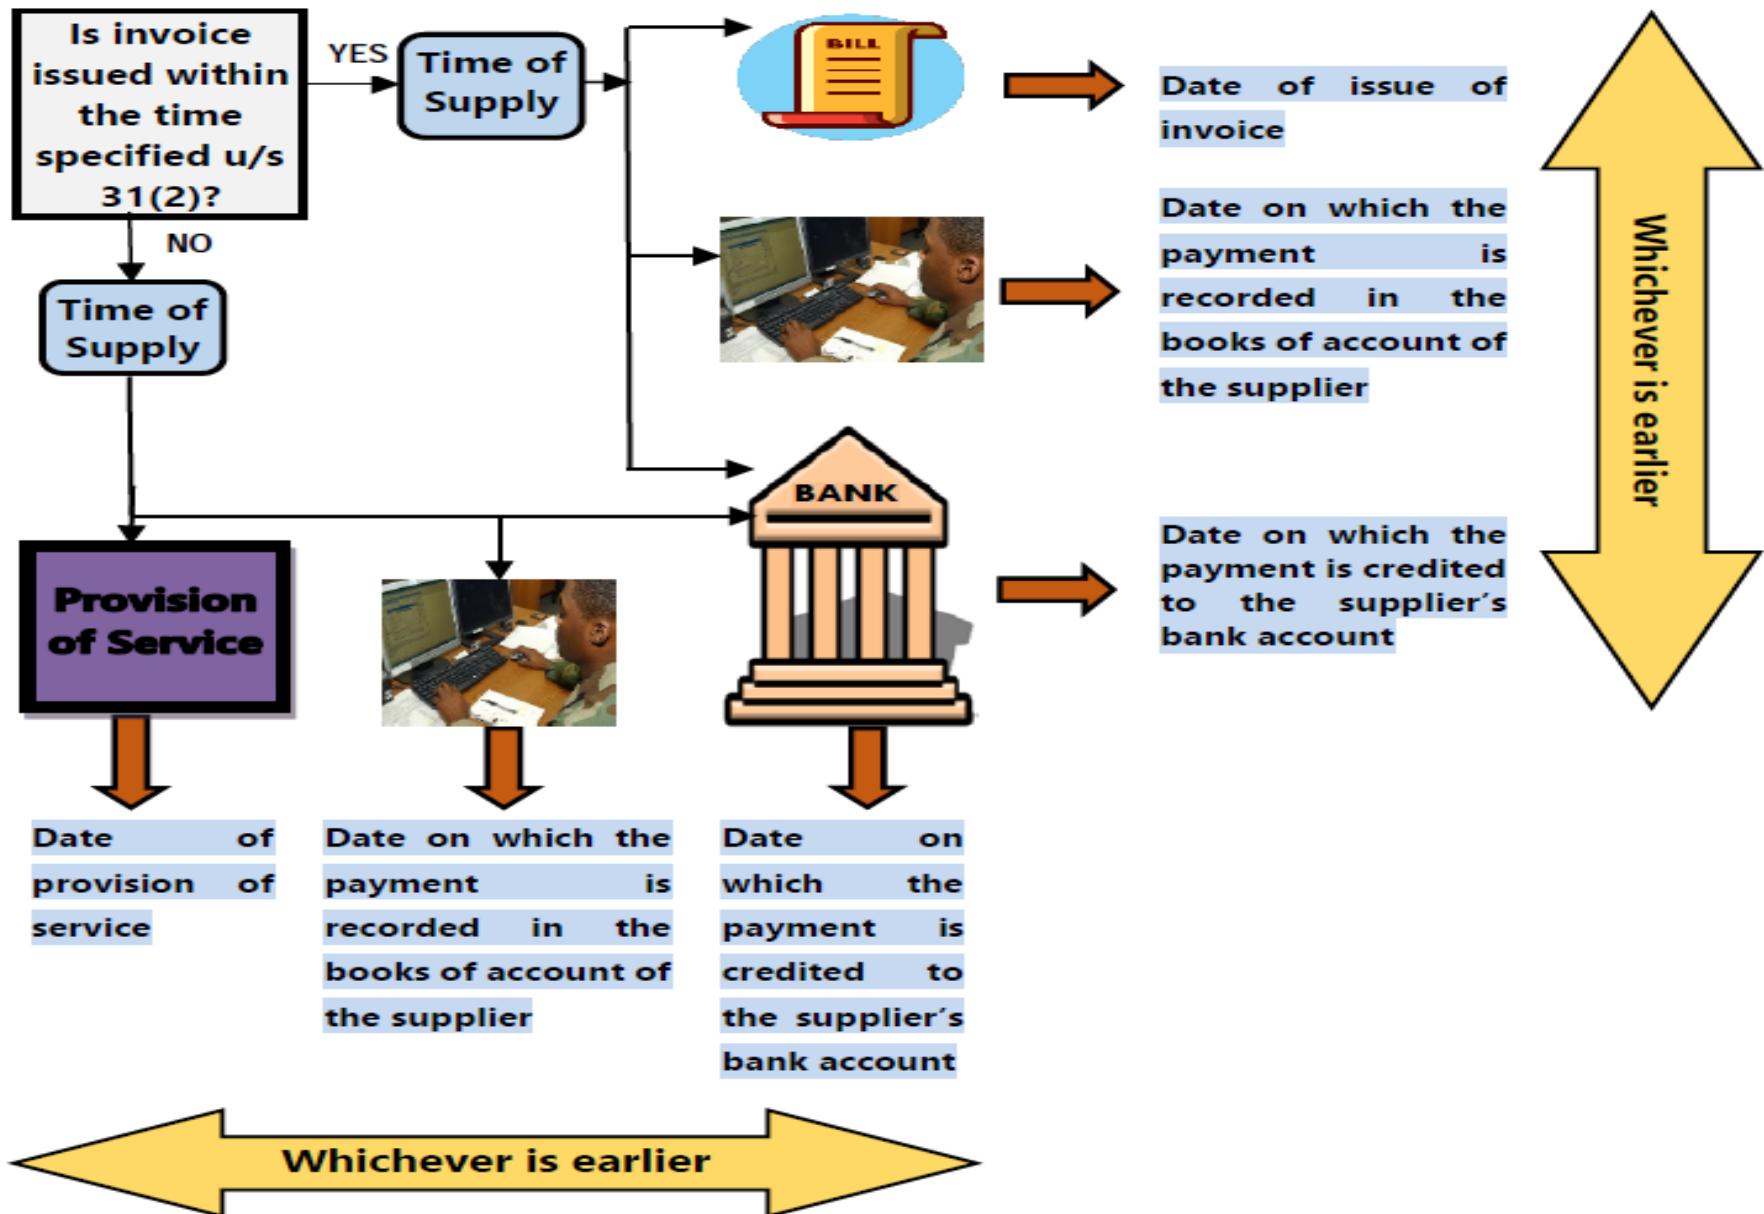 Is invoice
issued within
the time
specified u/s
31(2)?
YES
Time of
Supply
BILL
Date of issue of
invoice
NO
Time of
Supply
Date on which the
payment is
recorded in the
books of account of
the supplier
Whichever is earlier
BANK
Date on which the
payment is credited
to the supplier's
bank account
Provision
of Service
Date of
provision of
service
Date on which the
payment is
recorded in the
books of account of
the supplier
Date on
which the
payment is
credited to
the supplier's
bank account
Whichever is earlier